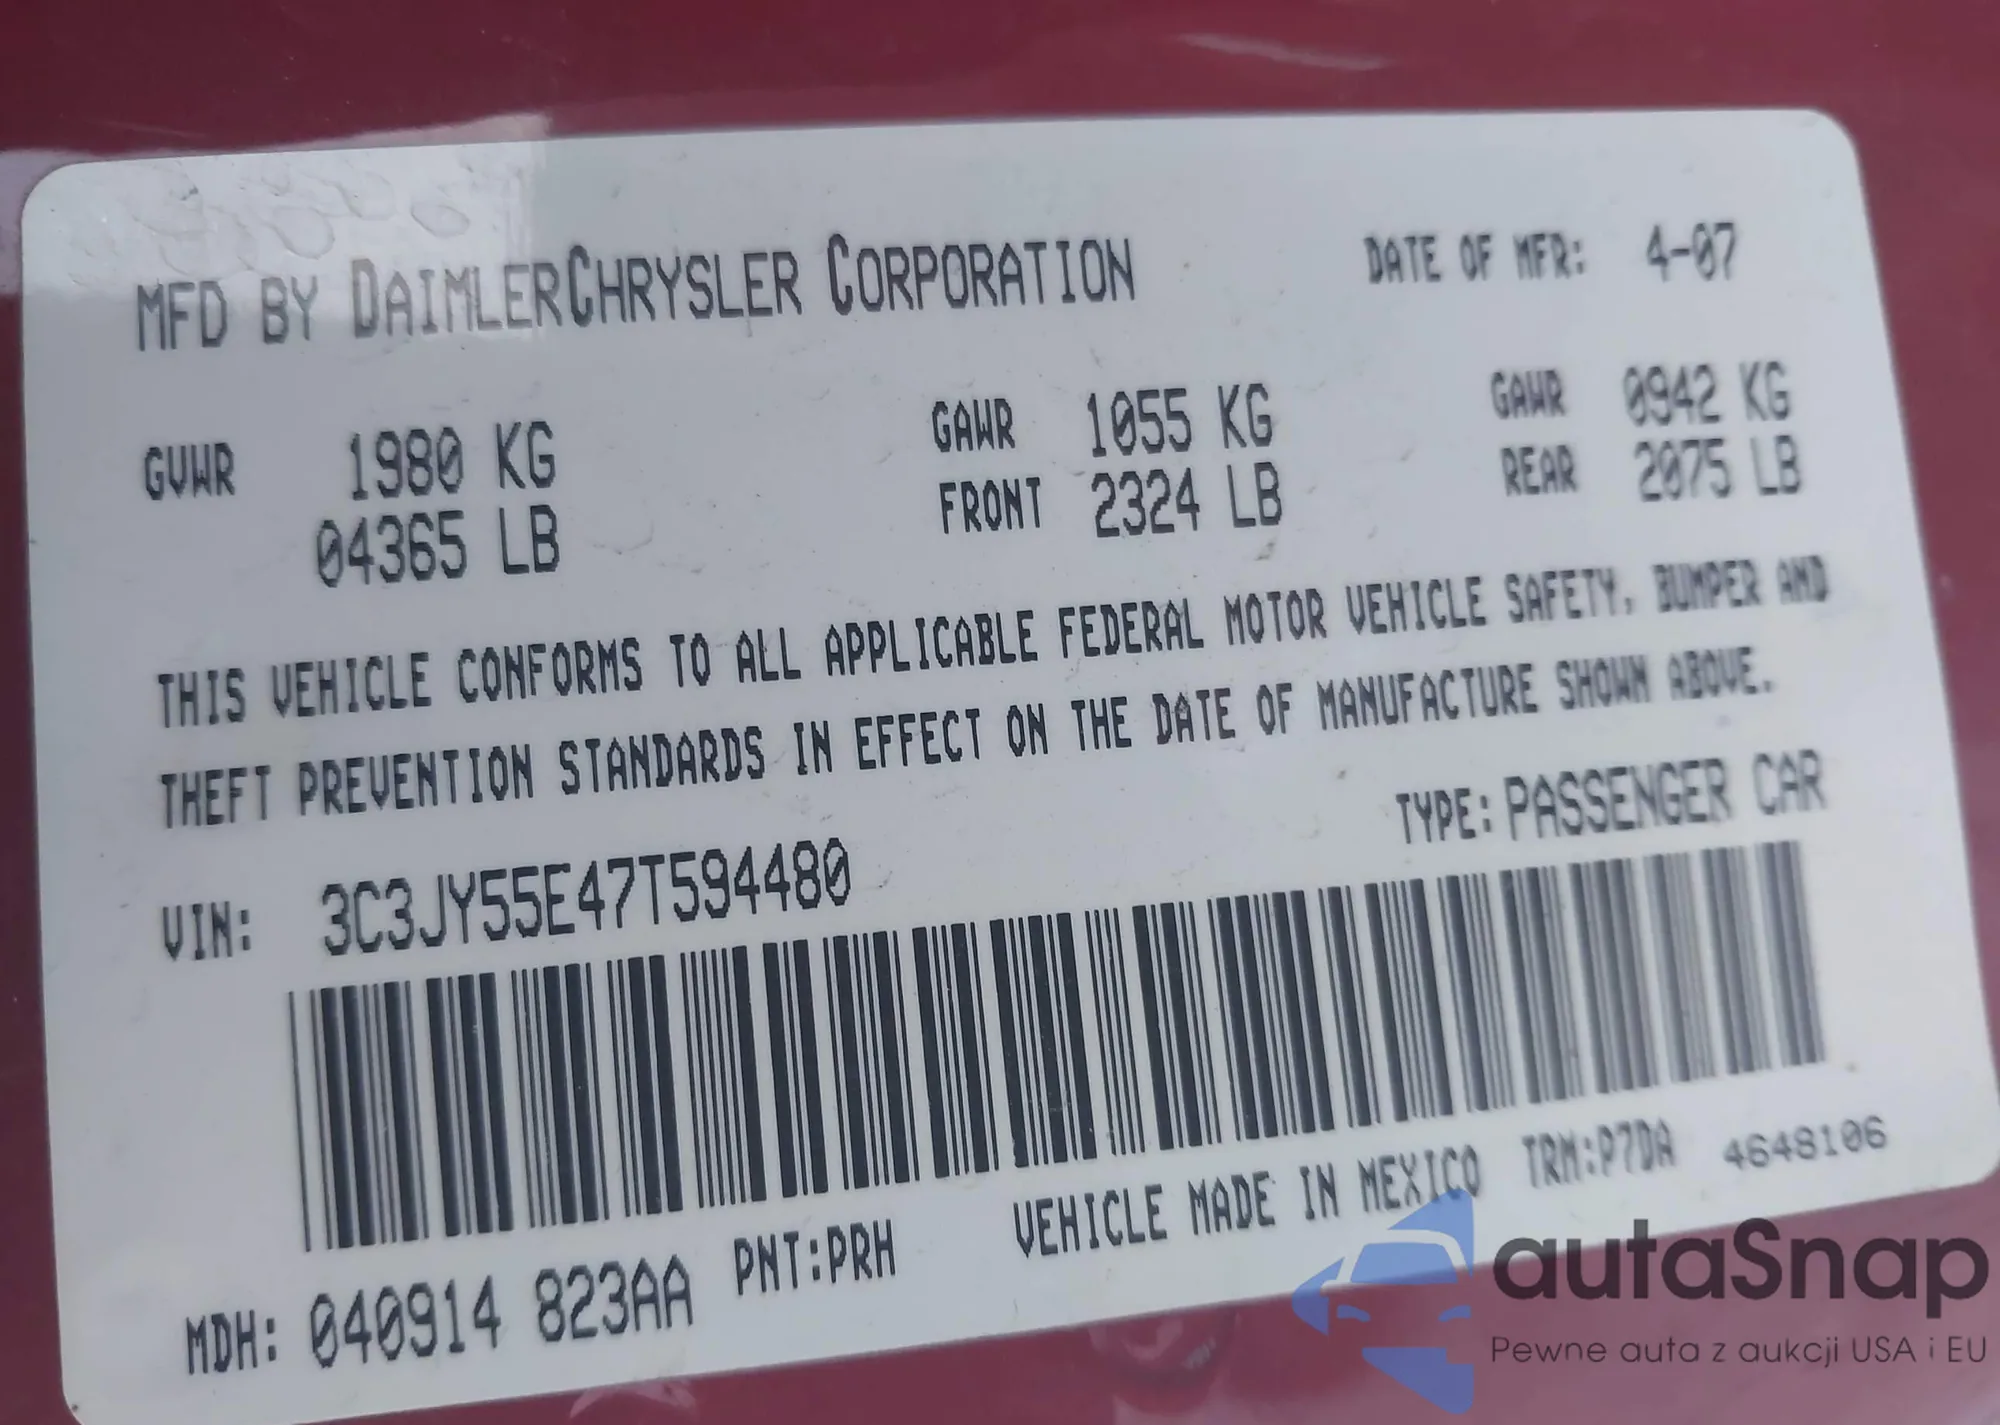 MFD BY DAIMLERCHRYSLER CORPORATION DATE OF MFR: 4-07
GVWR 1980 KG GAWR 1055 KG GAWR 0942 KG
04365 LB FRONT 2324 LB REAR 2075 LB
THIS VEHICLE CONFORMS TO ALL APPLICABLE FEDERAL MOTOR VEHICLE SAFETY, BUMPER AND
THEFT PREVENTION STANDARDS IN EFFECT ON THE DATE OF MANUFACTURE SHOWN ABOVE.
VIN: 3C3JY55E47T594480 TYPE: PASSENGER CAR
MDH: 040914 823AA PNT:PRH VEHICLE MADE IN MEXICO TRM:P7DA 4648106
autaSnap
Pewne auta z aukcji USA i EU